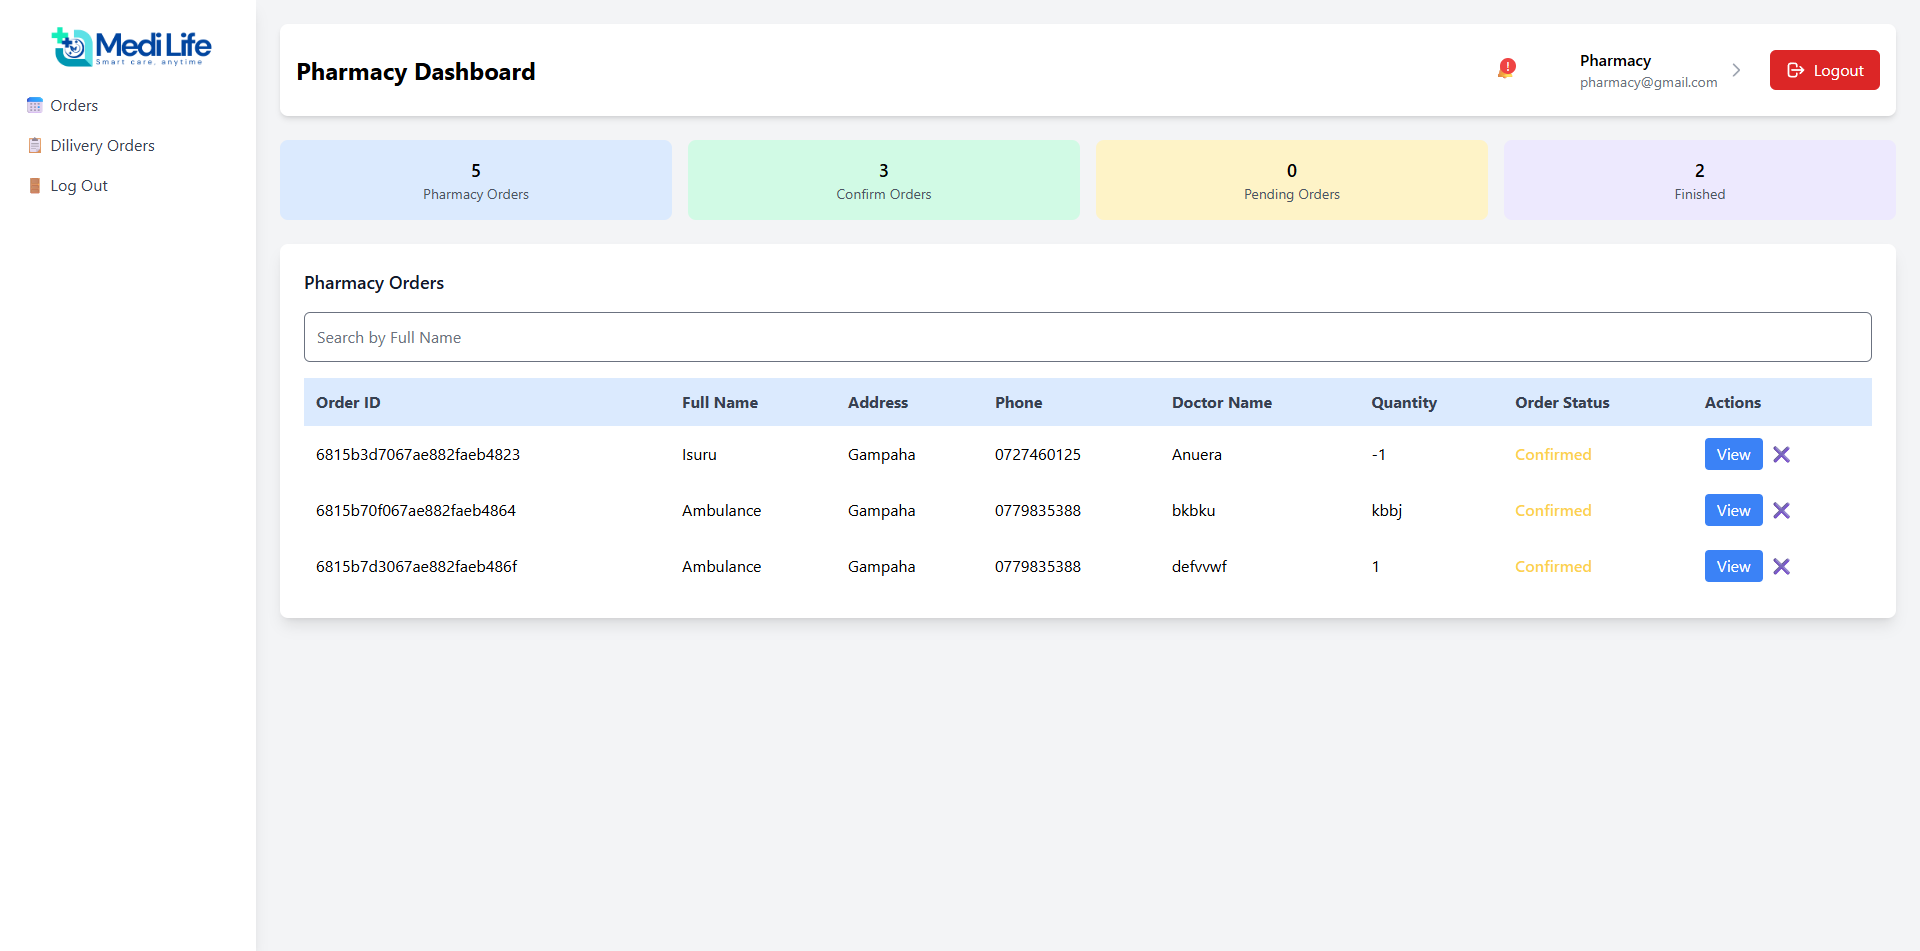 Medi Life
Smart care, anytime
Orders
Dilivery Orders
Log Out
Pharmacy Dashboard
Pharmacy
pharmacy@gmail.com
Logout
5
Pharmacy Orders
3
Confirm Orders
0
Pending Orders
2
Finished
Pharmacy Orders
Search by Full Name
Order ID Full Name Address Phone Doctor Name Quantity Order Status Actions
6815b3d7067ae882faeb4823 Isuru Gampaha 0727460125 Anuera -1 Confirmed View
6815b70f067ae882faeb4864 Ambulance Gampaha 0779835388 bkbku kbbj Confirmed View
6815b7d3067ae882faeb486f Ambulance Gampaha 0779835388 defvvwf 1 Confirmed View